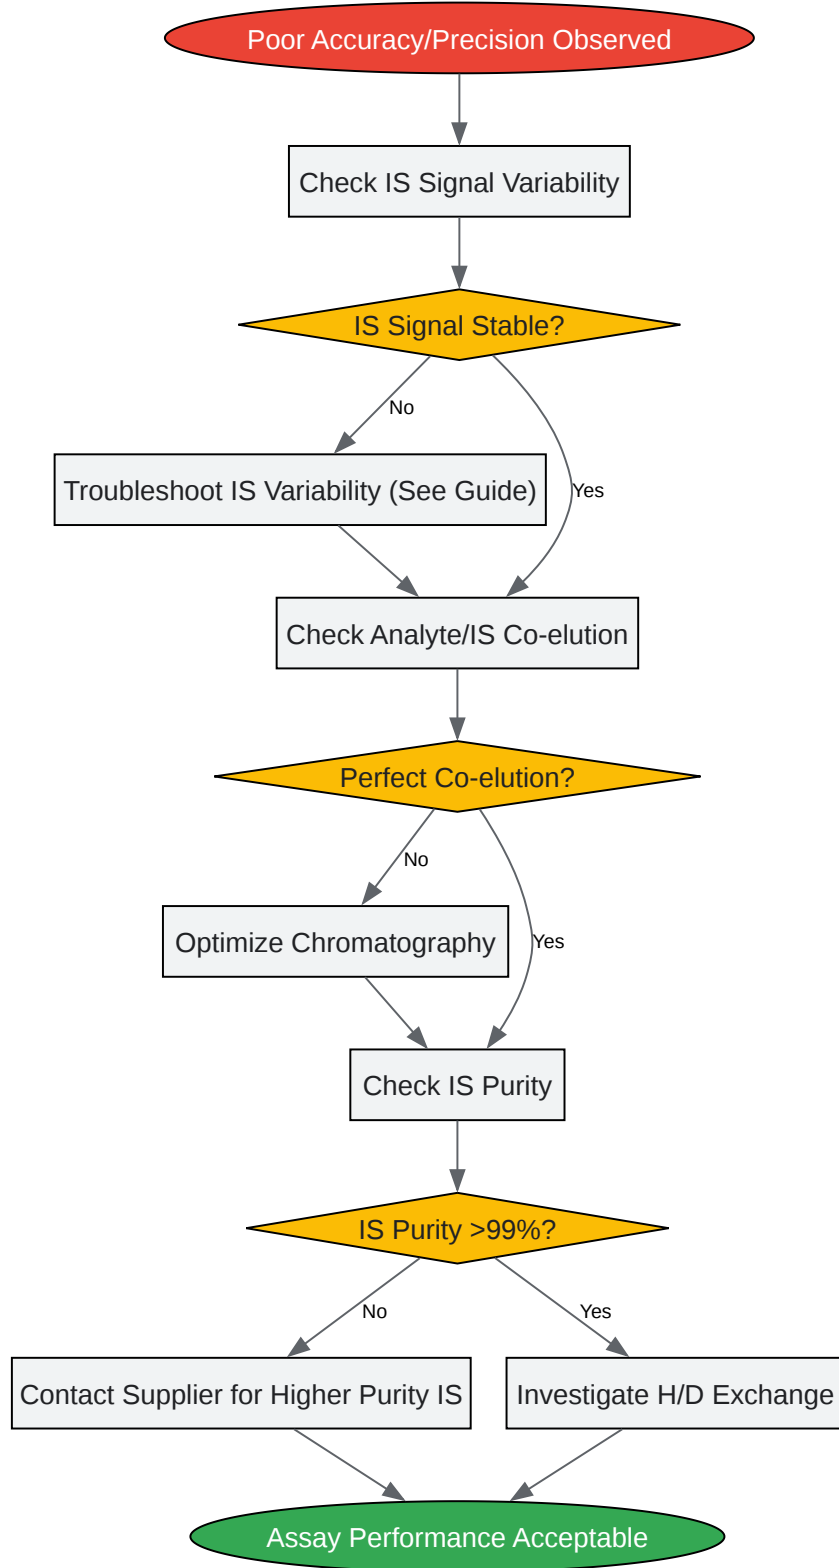 Poor Accuracy/Precision Observed
Check IS Signal Variability
IS Signal Stable?
No
Troubleshoot IS Variability (See Guide)
Yes
Check Analyte/IS Co-elution
Perfect Co-elution?
No
Optimize Chromatography
Yes
Check IS Purity
IS Purity >99%?
No
Yes
Contact Supplier for Higher Purity IS
Investigate H/D Exchange
Assay Performance Acceptable